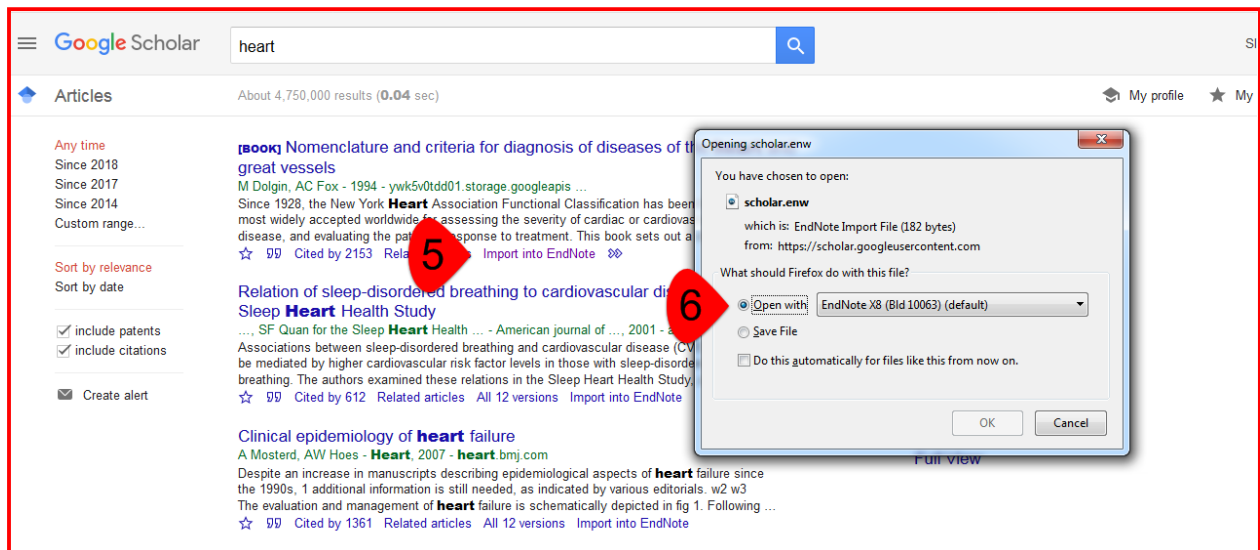 Google Scholar
heart
SI
Articles
About 4,750,000 results (0.04 sec)
My profile
My
Any time
Since 2018
Since 2017
Since 2014
Custom range...
Sort by relevance
Sort by date
include patents
include citations
Create alert
[BOOK] Nomenclature and criteria for diagnosis of diseases of th
great vessels
M Dolgin, AC Fox - 1994 - ywk5v0tdd01.storage.googleapis ...
Since 1928, the New York Heart Association Functional Classification has been
most widely accepted worldwide for assessing the severity of cardiac or cardiovas
disease, and evaluating the response to treatment. This book sets out a
Cited by 2153 Import into EndNote
5
Relation of sleep-disordered breathing to cardiovascular di
Sleep Heart Health Study
..., SF Quan for the Sleep Heart Health ... - American journal of ..., 2001 -
Associations between sleep-disordered breathing and cardiovascular disease (CV
be mediated by higher cardiovascular risk factor levels in those with sleep-disorde
breathing. The authors examined these relations in the Sleep Heart Health Study,
Cited by 612 Related articles All 12 versions Import into EndNote
Clinical epidemiology of heart failure
A Mosterd, AW Hoes - Heart, 2007 - heart.bmj.com
Despite an increase in manuscripts describing epidemiological aspects of heart failure since
the 1990s, 1 additional information is still needed, as indicated by various editorials. w2 w3
The evaluation and management of heart failure is schematically depicted in fig 1. Following ...
Cited by 1361 Related articles All 12 versions Import into EndNote
Opening scholar.enw
You have chosen to open:
scholar.enw
which is: EndNote Import File (182 bytes)
from: https://scholar.googleusercontent.com
What should Firefox do with this file?
6
Open with EndNote X8 (Bld 10063) (default)
Save File
Do this automatically for files like this from now on.
OK
Cancel
Full View